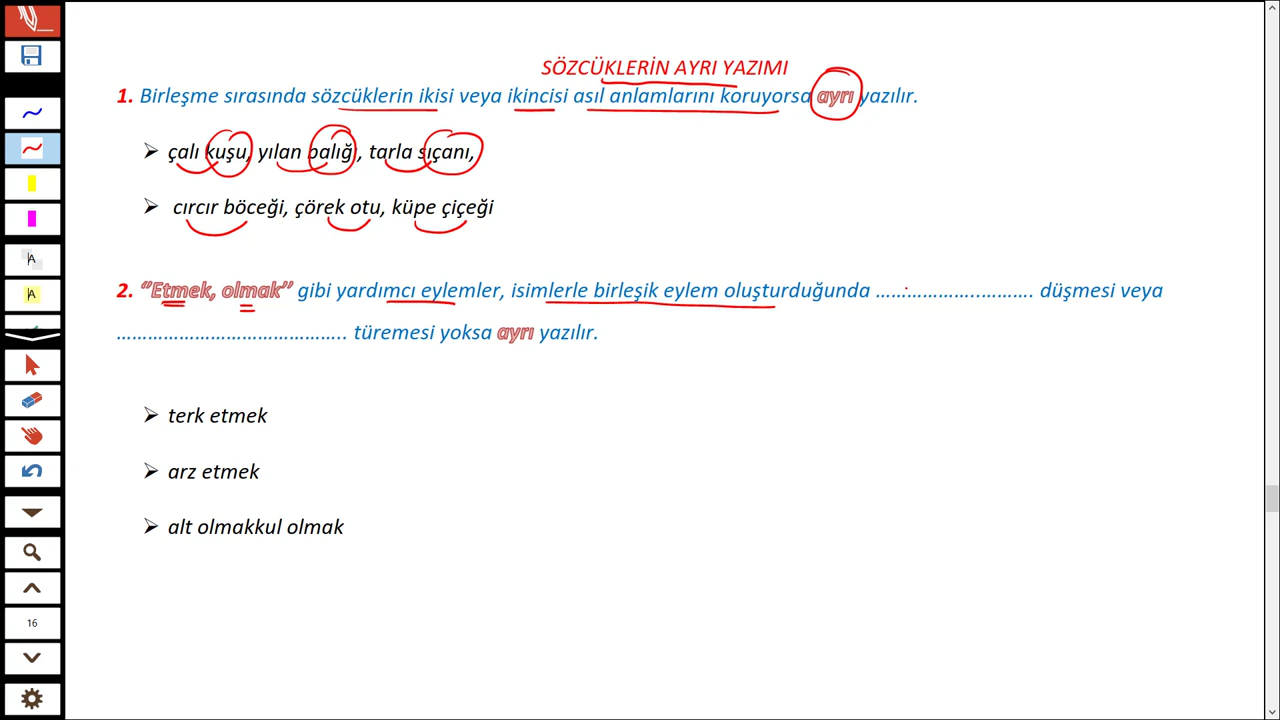 SÖZCÜKLERİN AYRI YAZIMI
1. Birleşme sırasında sözcüklerin ikisi veya ikincisi asıl anlamlarını koruyorsa ayrı yazılır.
➢ çalı kuşu, yılan balığı, tarla sıçanı,
➢ cırcır böceği, çörek otu, küpe çiçeği
2. “Etmek, olmak” gibi yardımcı eylemler, isimlerle birleşik eylem oluşturduğunda ……………………….. düşmesi veya
…………………………………….. türemesi yoksa ayrı yazılır.
➢ terk etmek
➢ arz etmek
➢ alt olmakkul olmak
A
A
16